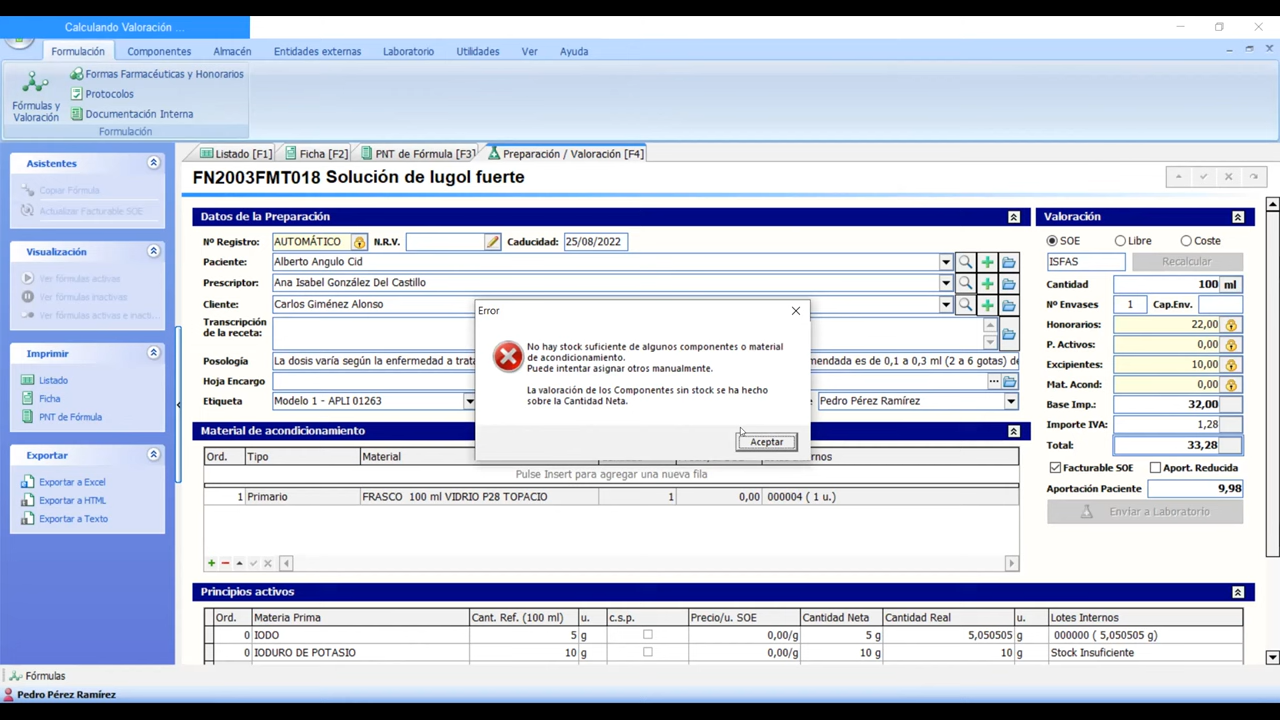 Calculando Valoración ...
Formulación Componentes Almacén Entidades externas Laboratorio Utilidades Ver Ayuda
Fórmulas y Valoración
Formas Farmacéuticas y Honorarios
Protocolos
Documentación Interna
Formulación
Asistentes
Copiar Fórmula
Actualizar Facturable SOE
Visualización
Ver fórmulas activas
Ver fórmulas inactivas
Ver fórmulas activas e inacti...
Imprimir
Listado
Ficha
PNT de Fórmula
Exportar
Exportar a Excel
Exportar a HTML
Exportar a Texto
Listado [F1] Ficha [F2] PNT de Fórmula [F3] Preparación / Valoración [F4]
FN2003FMT018 Solución de lugol fuerte
Datos de la Preparación
Nº Registro: AUTOMÁTICO N.R.V. Caducidad: 25/08/2022
Paciente: Alberto Angulo Cid
Prescriptor: Ana Isabel González Del Castillo
Cliente: Carlos Giménez Alonso
Transcripción
de la receta:
Posología: La dosis varía según la enfermedad a trata mendada es de 0,1 a 0,3 ml (2 a 6 gotas) de
Hoja Encargo
Etiqueta Modelo 1 - APLI 01263 Pedro Pérez Ramírez
Error
No hay stock suficiente de algunos componentes o material
de acondicionamiento.
Puede intentar asignar otros manualmente.
La valoración de los Componentes sin stock se ha hecho
sobre la Cantidad Neta.
Aceptar
Material de acondicionamiento
Ord. Tipo Material
Pulse Insert para agregar una nueva fila
1 Primario FRASCO 100 ml VIDRIO P28 TOPACIO 1 0,00 000004 ( 1 u.)
Principios activos
Ord. Materia Prima Cant. Ref. (100 ml) u. c.s.p. Precio/u. SOE Cantidad Neta Cantidad Real u. Lotes Internos
0 IODO 5 g 0,00/g 5 g 5,050505 g 000000 ( 5,050505 g)
0 IODURO DE POTASIO 10 g 0,00/g 10 g 10 g Stock Insuficiente
Valoración
SOE Libre Coste
ISFAS Recalcular
Cantidad 100 ml
Nº Envases 1 Cap.Env.
Honorarios: 22,00
P. Activos: 0,00
Excipientes: 10,00
Mat. Acond: 0,00
Base Imp.: 32,00
Importe IVA: 1,28
Total: 33,28
Facturable SOE Aport. Reducida
Aportación Paciente 9,98
Enviar a Laboratorio
Fórmulas
Pedro Pérez Ramírez